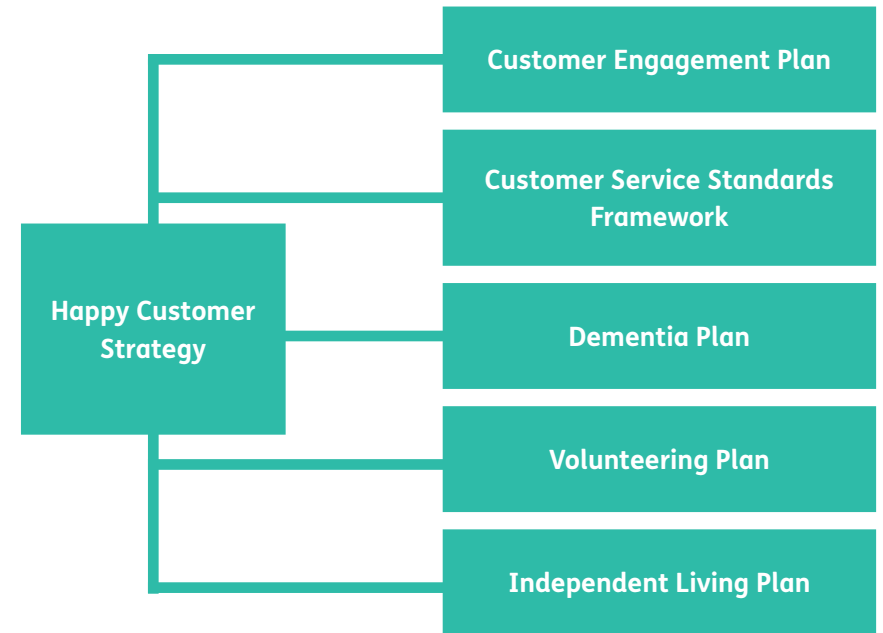 Customer Engagement Plan
Customer Service Standards
Framework
Happy Customer
Strategy
Dementia Plan
Volunteering Plan
Independent Living Plan